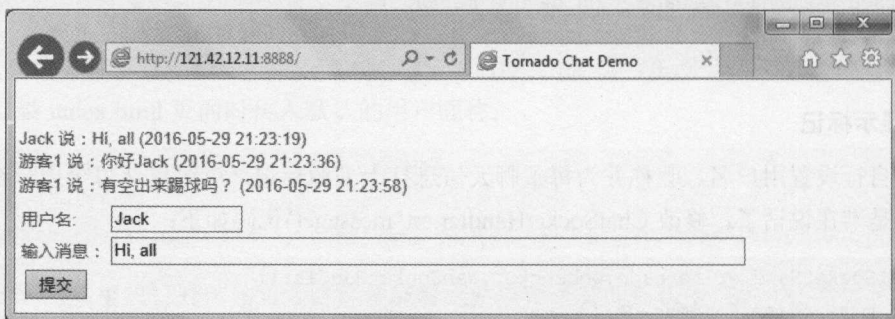 http://121.42.12.11:8888/
Tornado Chat Demo
Jack 说：Hi, all (2016-05-29 21:23:19)
游客1 说：你好Jack (2016-05-29 21:23:36)
游客1 说：有空出来踢球吗？ (2016-05-29 21:23:58)
用户名: Jack
输入消息： Hi, all
提交